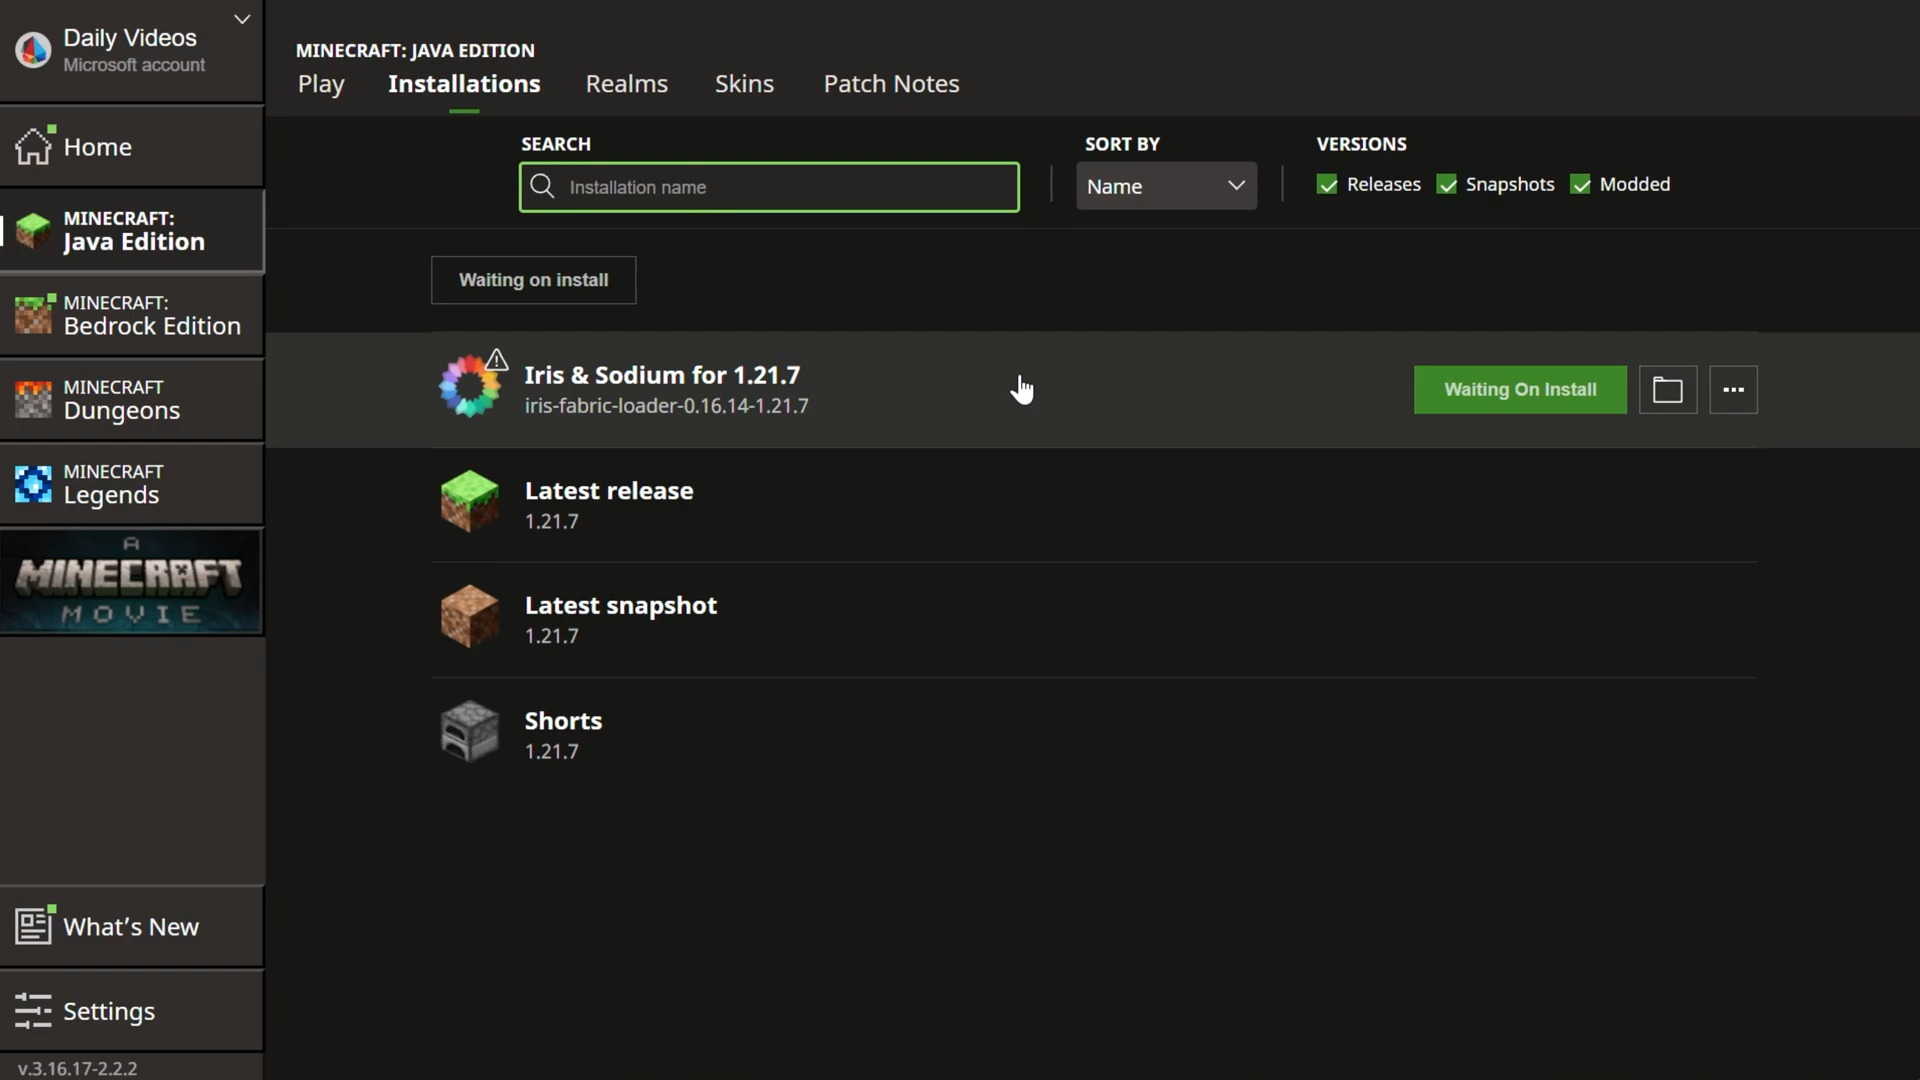 Daily Videos
Microsoft account
Home
MINECRAFT:
Java Edition
MINECRAFT:
Bedrock Edition
MINECRAFT
Dungeons
MINECRAFT
Legends
A
MINECRAFT
MOVIE
What's New
Settings
v.3.16.17-2.2.2
MINECRAFT: JAVA EDITION
Play Installations Realms Skins Patch Notes
SEARCH SORT BY VERSIONS
Installation name Name Releases Snapshots Modded
Waiting on install
Iris & Sodium for 1.21.7
iris-fabric-loader-0.16.14-1.21.7
Waiting On Install
Latest release
1.21.7
Latest snapshot
1.21.7
Shorts
1.21.7